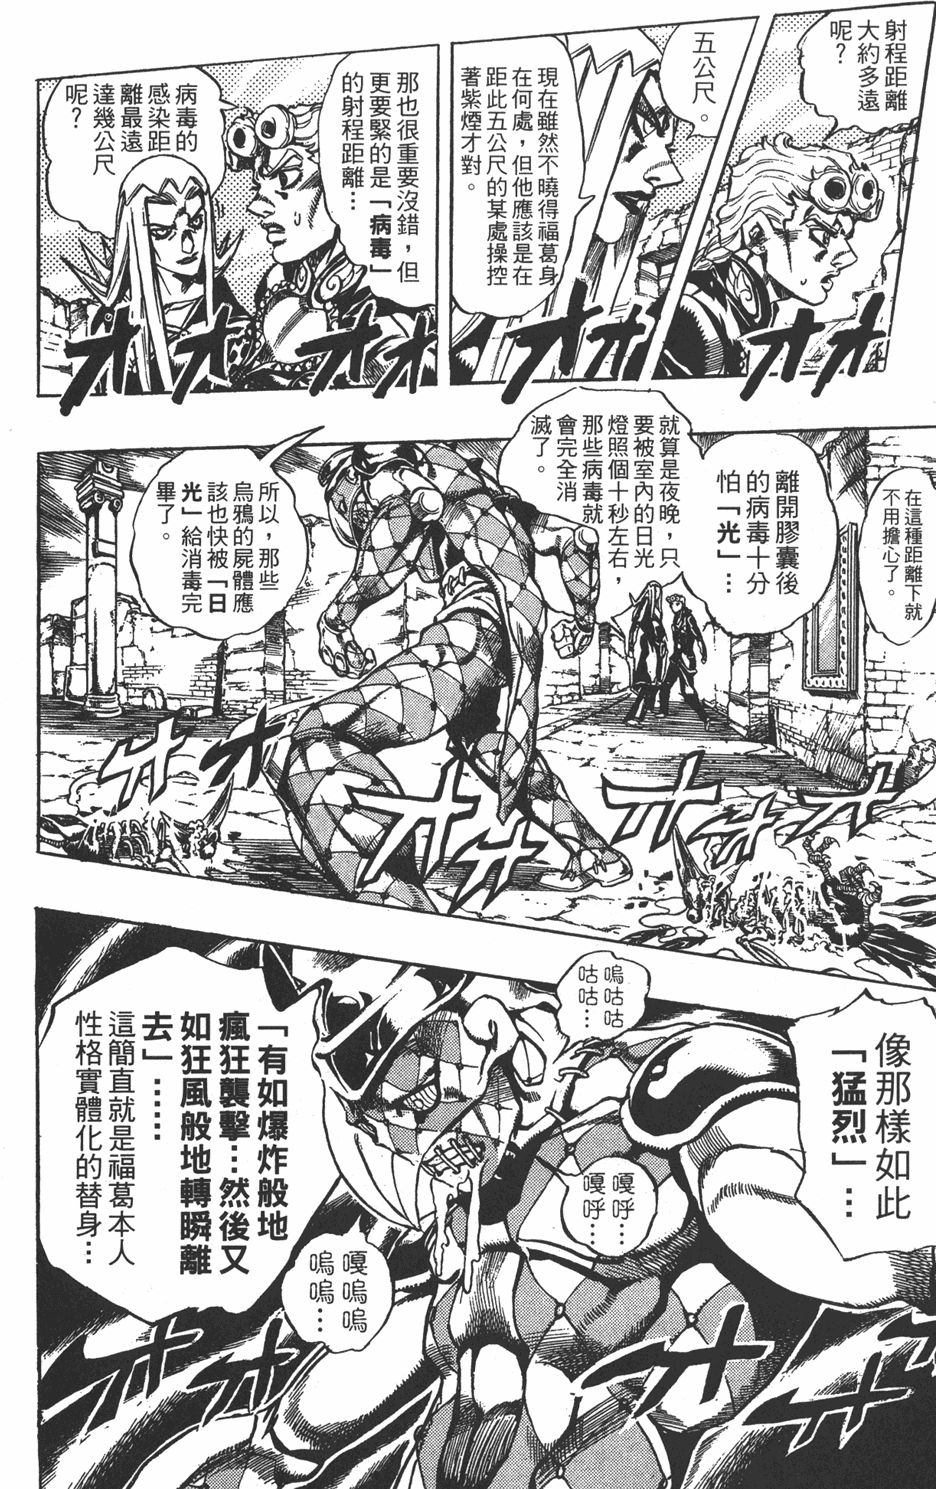 射程距離
大約多遠
呢？
五公尺。
現在雖然不曉得福葛身
在何處，但他應該是在
距此五公尺的某處操控
著紫煙才對。
那也很重要沒錯，但
更要緊的是「病毒」
的射程距離…
病毒的
感染距
離最遠
達幾公尺
呢？
オオオオオオ
在這種距離下就
不用擔心了。
離開膠囊後
的病毒十分
怕「光」…
就算是夜晚，只
要被室內的日光
燈照個十秒左右，
那些病毒就
會完全消
滅了。
所以，那些
烏鴉的屍體應
該也快被「日
光」給消毒完
畢了。
オオオオオオオ
像那樣如此
「猛烈」…
嗚咕咕
咕咕…
嘎呼…
嘎呼…
「有如爆炸般地
瘋狂襲擊…然後又
如狂風般地轉瞬離
去」……
這簡直就是福葛本人
性格實體化的替身…
嘎嗚嗚
嗚嗚…
オオオオオオ